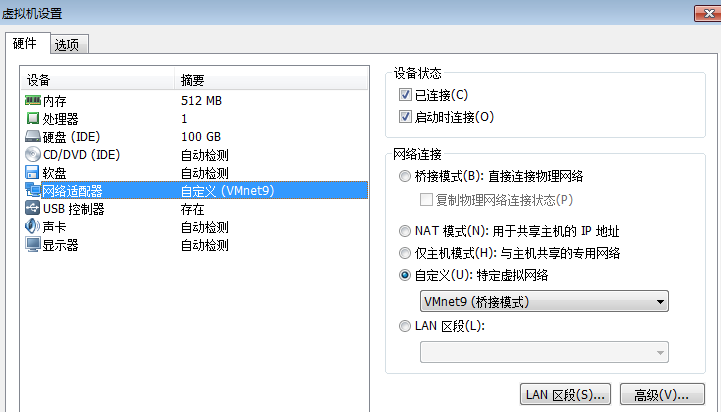 虚拟机设置
硬件 选项
设备 摘要
内存 512 MB
处理器 1
硬盘 (IDE) 100 GB
CD/DVD (IDE) 自动检测
软盘 自动检测
网络适配器 自定义 (VMnet9)
USB 控制器 存在
声卡 自动检测
显示器 自动检测
设备状态
已连接(C)
启动时连接(O)
网络连接
桥接模式(B): 直接连接物理网络
复制物理网络连接状态(P)
NAT 模式(N): 用于共享主机的 IP 地址
仅主机模式(H): 与主机共享的专用网络
自定义(U): 特定虚拟网络
VMnet9 (桥接模式)
LAN 区段(L):
LAN 区段(S)... 高级(V)...